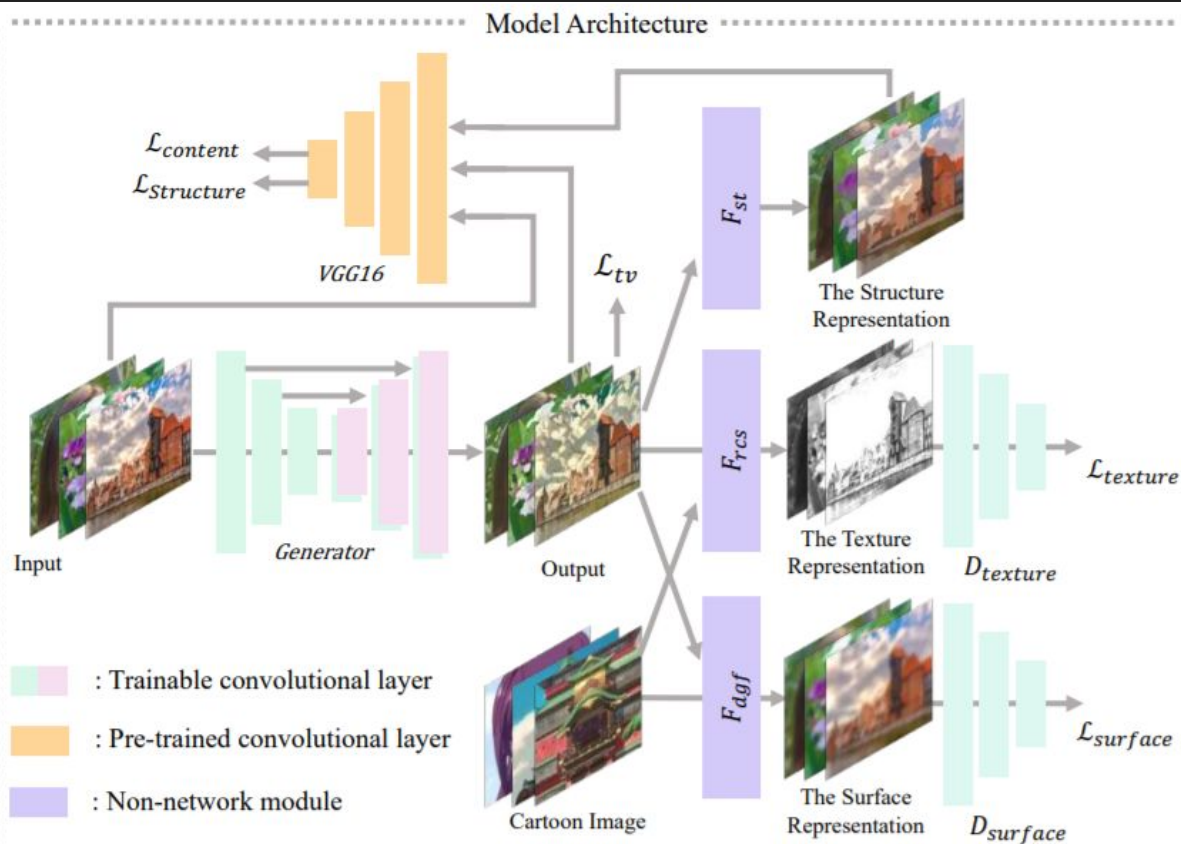 Model Architecture
ℒcontent
ℒStructure
VGG16
ℒtv
Fst
The Structure
Representation
Input
Generator
Output
Frcs
The Texture
Representation
Dtexture
ℒtexture
: Trainable convolutional layer
: Pre-trained convolutional layer
: Non-network module
Cartoon Image
Fdgf
The Surface
Representation
Dsurface
ℒsurface